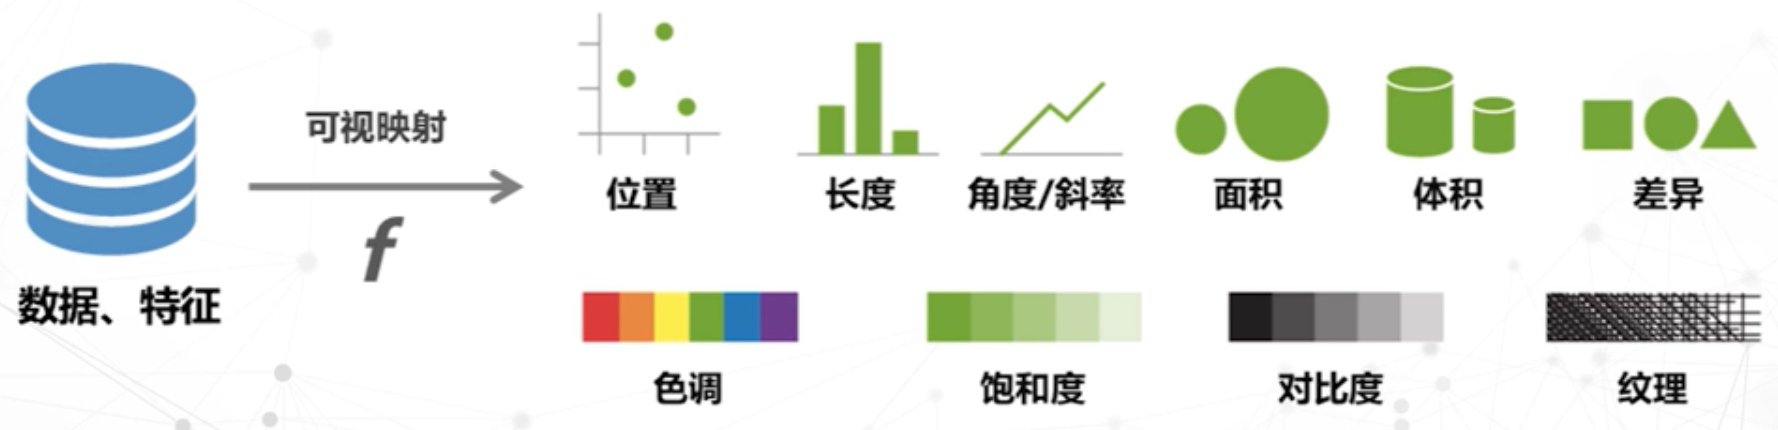 可视映射
f
数据、特征
位置
长度
角度/斜率
面积
体积
差异
色调
饱和度
对比度
纹理